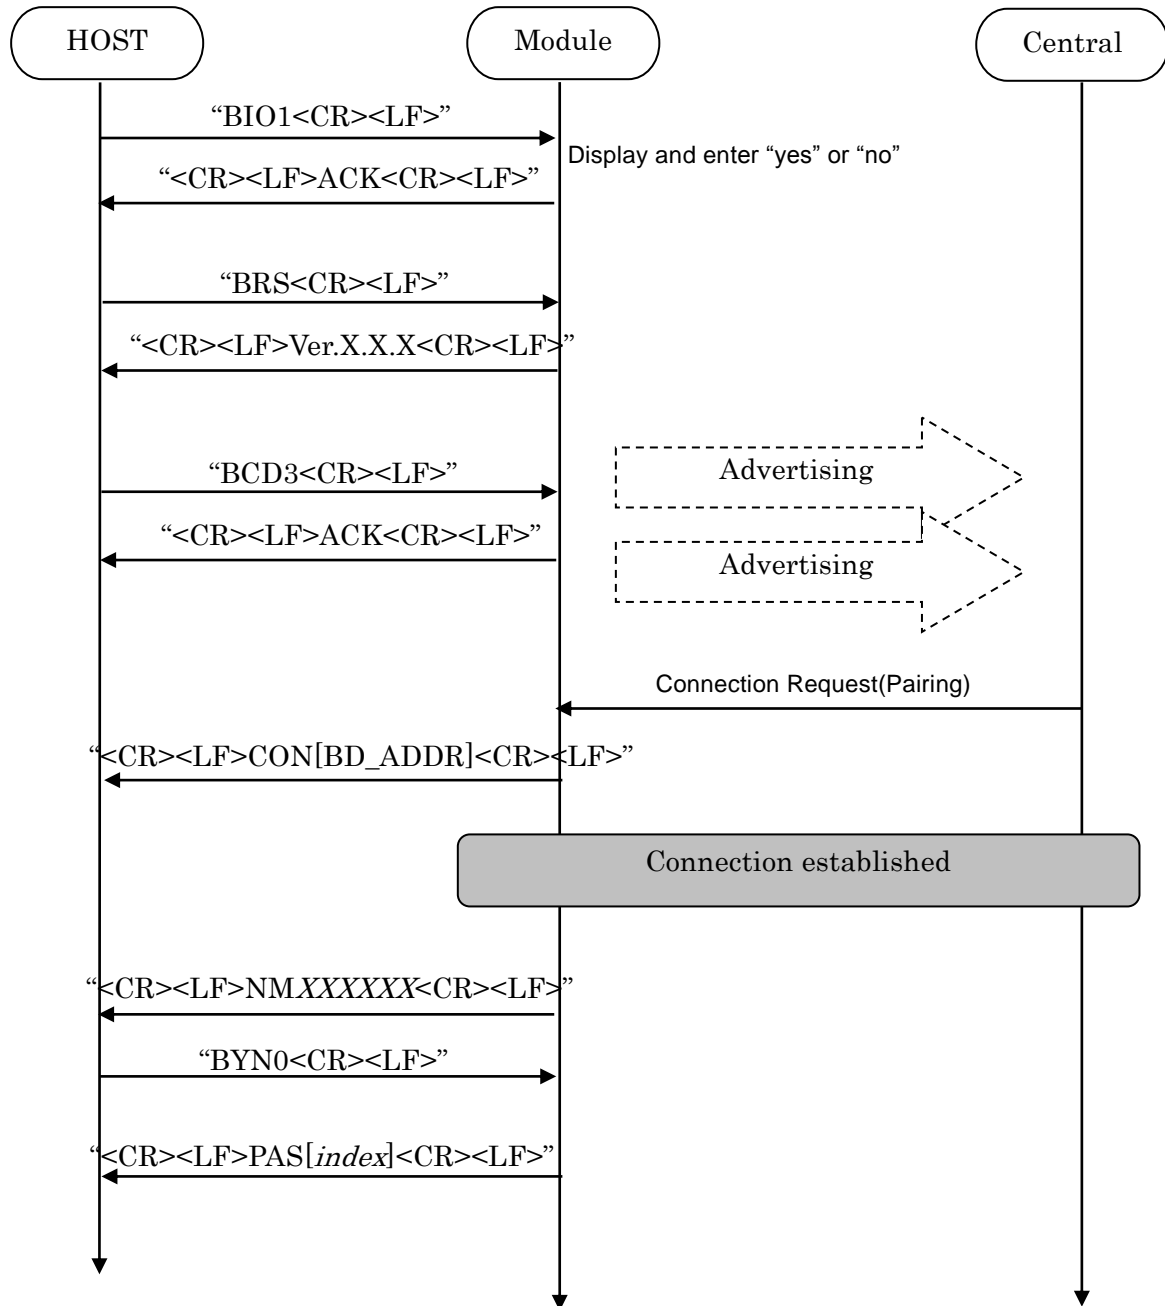 HOST
Module
Central
“BIO1<CR><LF>”
Display and enter “yes” or “no”
“<CR><LF>ACK<CR><LF>”
“BRS<CR><LF>”
“<CR><LF>Ver.X.X.X<CR><LF>”
“BCD3<CR><LF>”
Advertising
“<CR><LF>ACK<CR><LF>”
Advertising
Connection Request(Pairing)
“<CR><LF>CON[BD_ADDR]<CR><LF>”
Connection established
“<CR><LF>NMXXXXXX<CR><LF>”
“BYN0<CR><LF>”
“<CR><LF>PAS[index]<CR><LF>”